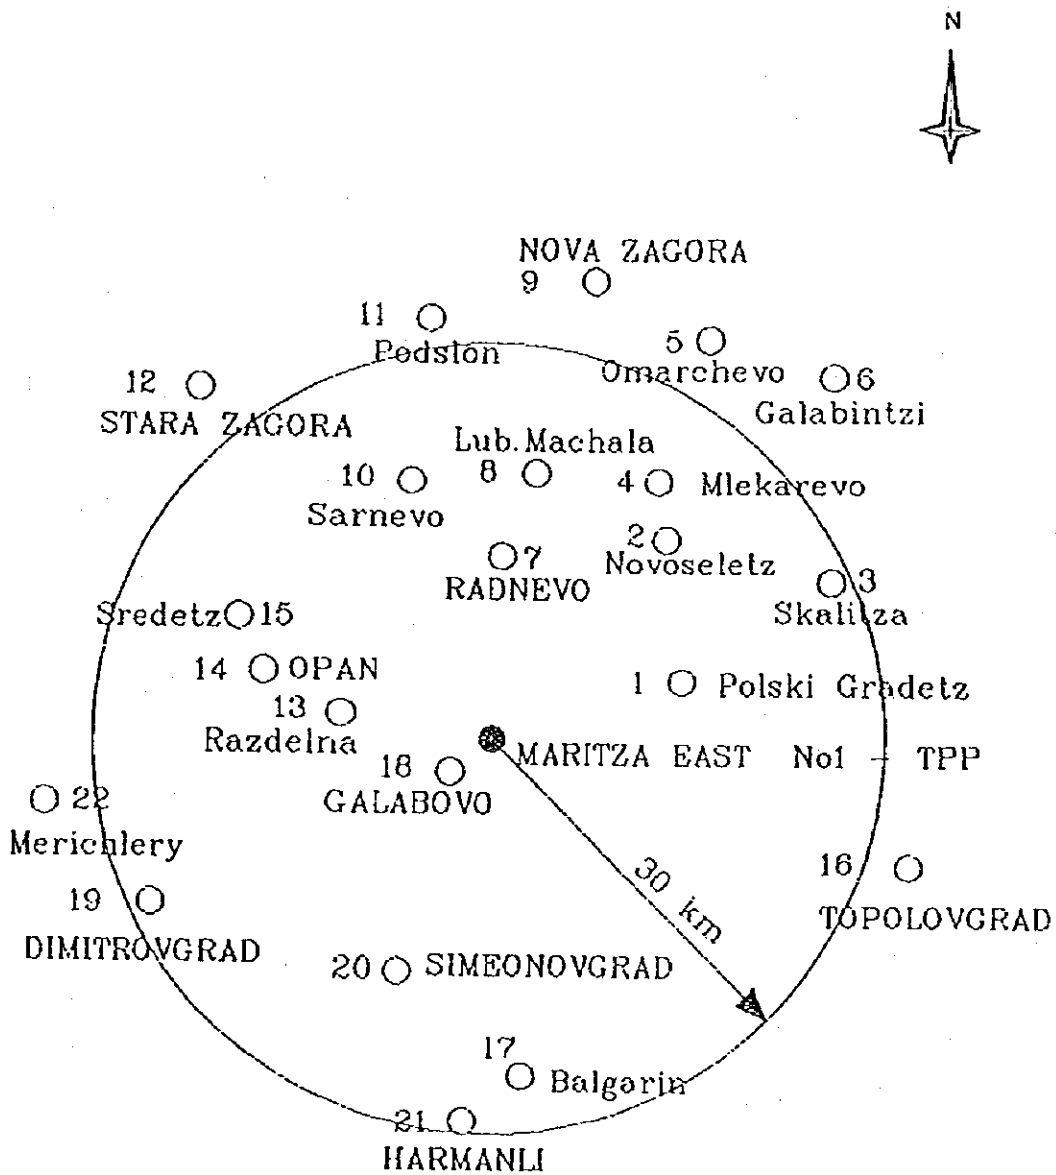 N
NOVA ZAGORA
9
11
Podslon
5
Omarchevo
6
Galabintzi
12
STARA ZAGORA
Lub.Machala
8
10
Sarnevo
4 Mlekarevo
2
Novoseletz
7
RADNEVO
3
Skalitza
Sredetz 15
14 OPAN
13
Razdelna
1 Polski Gradetz
MARITZA EAST No1 - TPP
18
GALABOVO
22
Merichlery
30 km
16
TOPOLOVGRAD
19
DIMITROVGRAD
20 SIMEONOVGRAD
17
Balgarin
21
HARMANLI